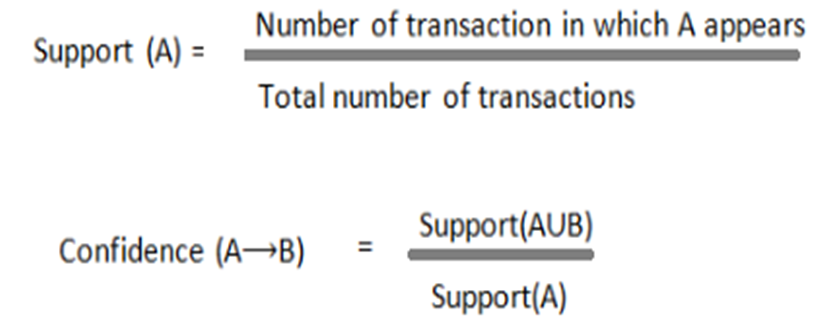 Number of transaction in which A appears
Support (A) =
Total number of transactions
Support(AUB)
Confidence (A→B) =
Support(A)